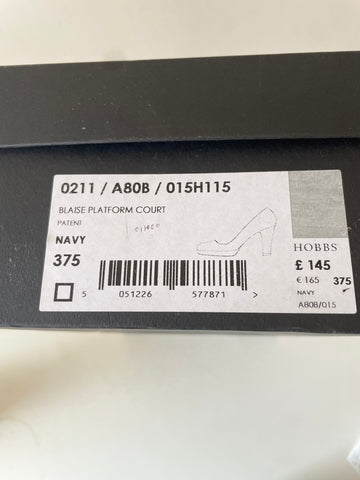 0211 / A80B / 015H115
BLAISE PLATFORM COURT
PATENT
NAVY
375
5 051226 577871 >
HOBBS
£ 145
€ 165 375
NAVY
A80B/015